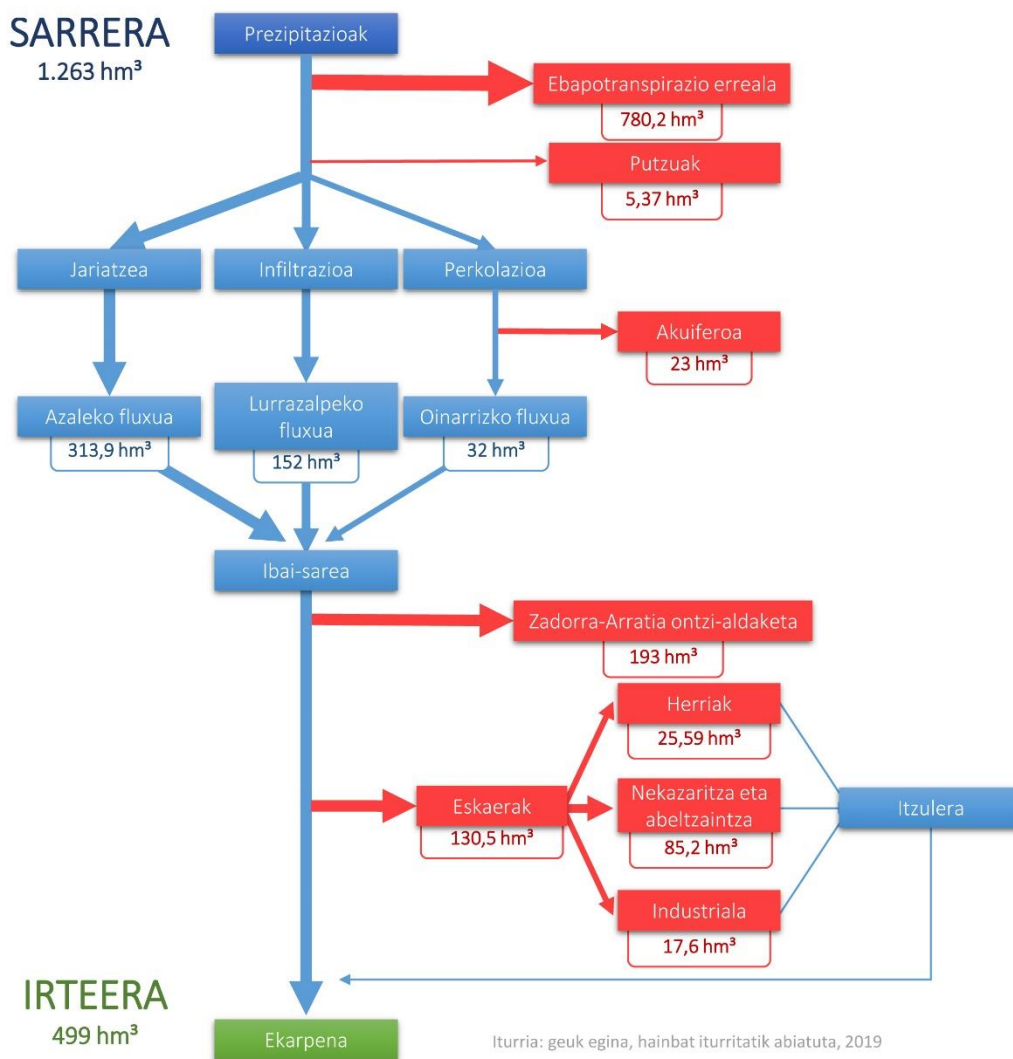 SARRERA
1.263 hm³
Prezipitazioak
Ebapotranspirazio erreala
780,2 hm³
Putzuak
5,37 hm³
Jariatzea
Infiltrazioa
Perkolazioa
Akuiferoa
23 hm³
Azaleko fluxua
313,9 hm³
Lurrazalpeko
fluxua
152 hm³
Oinarrizko fluxua
32 hm³
Ibai-sarea
Zadorra-Arratia ontzi-aldaketa
193 hm³
Herriak
25,59 hm³
Eskaerak
130,5 hm³
Nekazaritza eta
abeltzaintza
85,2 hm³
Itzulera
Industriala
17,6 hm³
IRTEERA
499 hm³
Ekarpena
Iturria: geuk egina, hainbat iturritatik abiatuta, 2019